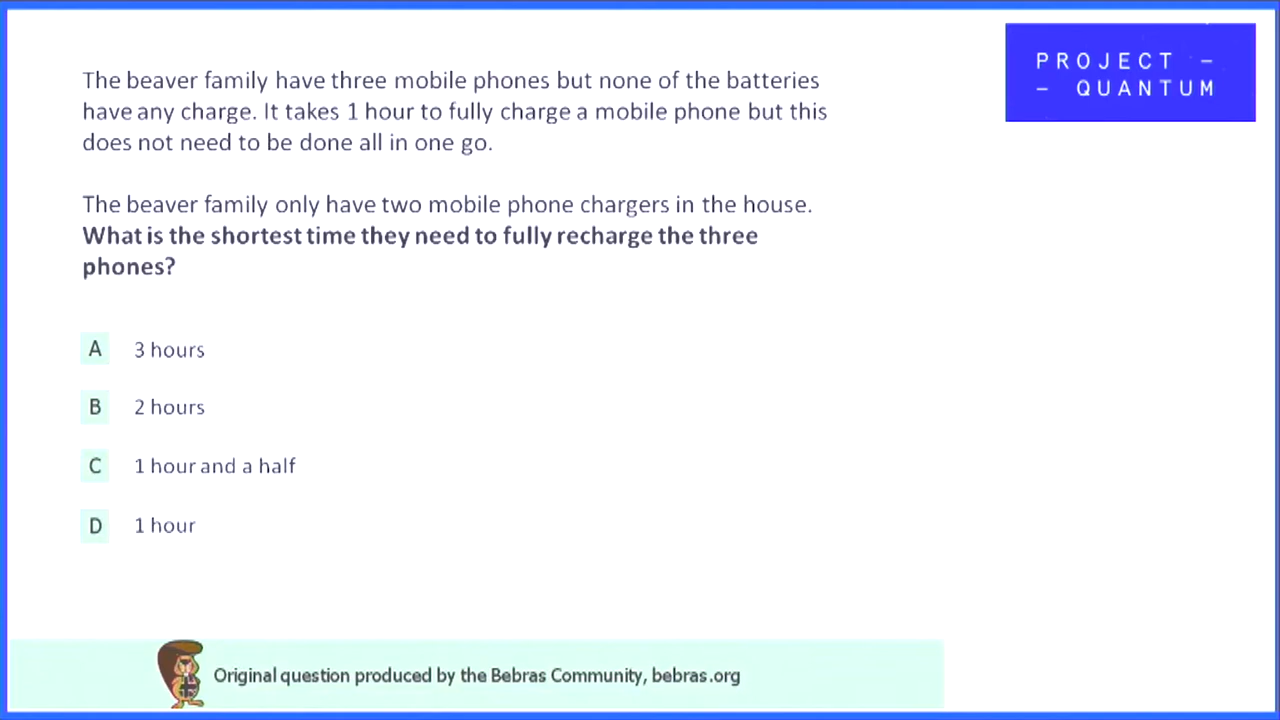 PROJECT –
– QUANTUM
The beaver family have three mobile phones but none of the batteries
have any charge. It takes 1 hour to fully charge a mobile phone but this
does not need to be done all in one go.
The beaver family only have two mobile phone chargers in the house.
What is the shortest time they need to fully recharge the three
phones?
A 3 hours
B 2 hours
C 1 hour and a half
D 1 hour
Original question produced by the Bebras Community, bebras.org